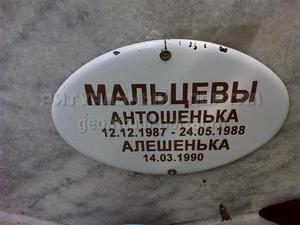 МАЛЬЦЕВЫ
АНТОШЕНЬКА
12.12.1987 - 24.05.1988
АЛЕШЕНЬКА
14.03.1990